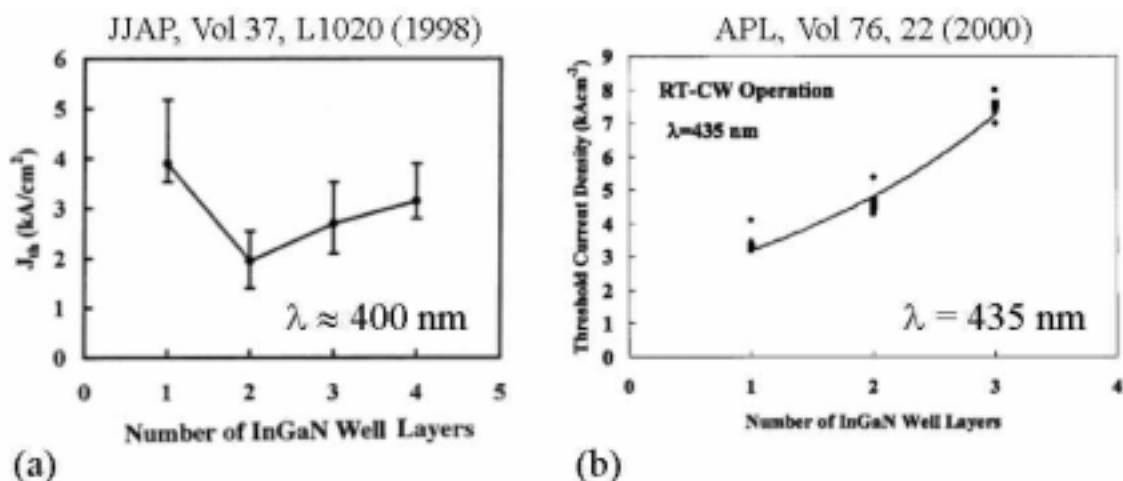 JJAP, Vol 37, L1020 (1998)
6
5
4
3
2
1
0
J_th (kA/cm²)
λ ≈ 400 nm
0 1 2 3 4 5
Number of InGaN Well Layers
(a)
APL, Vol 76, 22 (2000)
9
8
7
6
5
4
3
2
1
0
Threshold Current Density (kAcm⁻²)
RT-CW Operation
λ=435 nm
λ = 435 nm
0 1 2 3 4
Number of InGaN Well Layers
(b)